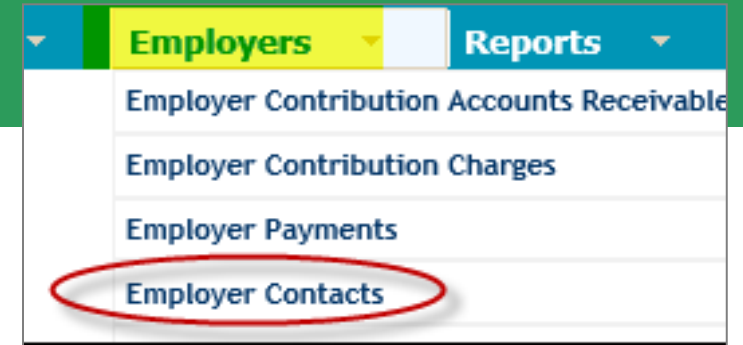 Employers Reports
Employer Contribution Accounts Receivable
Employer Contribution Charges
Employer Payments
Employer Contacts